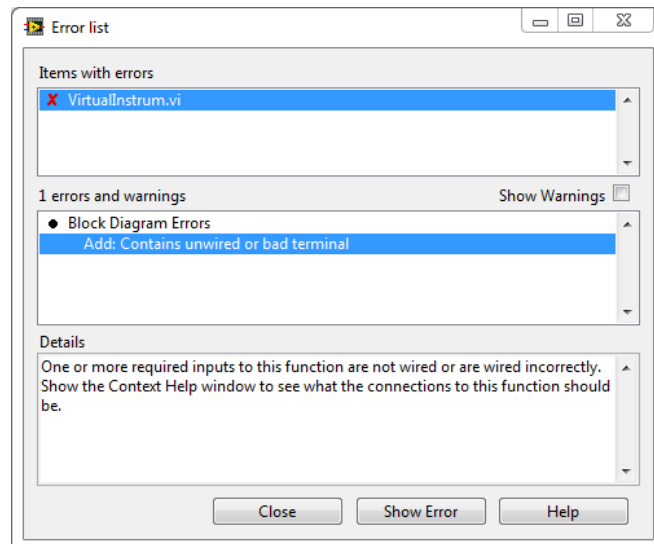 Error list
Items with errors
X VirtualInstrum.vi
1 errors and warnings Show Warnings
● Block Diagram Errors
Add: Contains unwired or bad terminal
Details
One or more required inputs to this function are not wired or are wired incorrectly.
Show the Context Help window to see what the connections to this function should
be.
Close Show Error Help